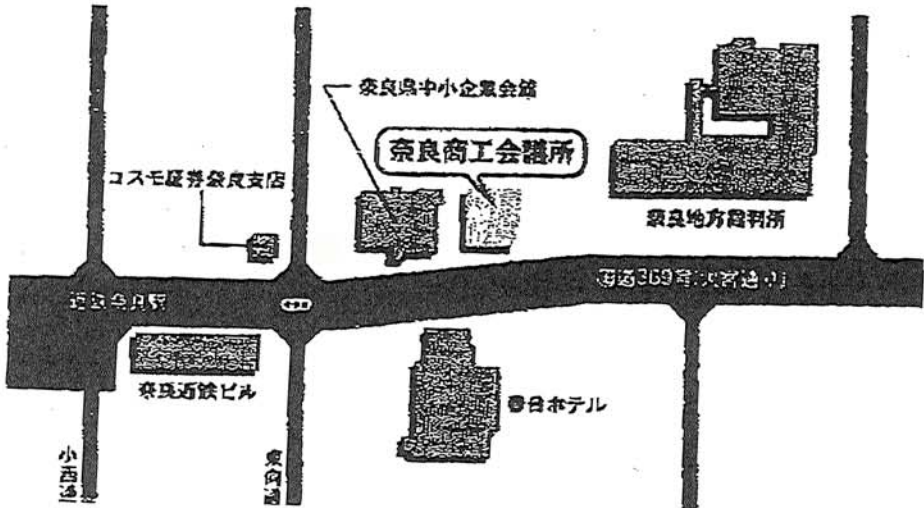 奈良県中小企業会館
奈良商工会議所
コスモ証券奈良支店
奈良地方裁判所
近鉄奈良駅
国道369号(大宮通り)
奈良近鉄ビル
春日ホテル
小西通
東向通